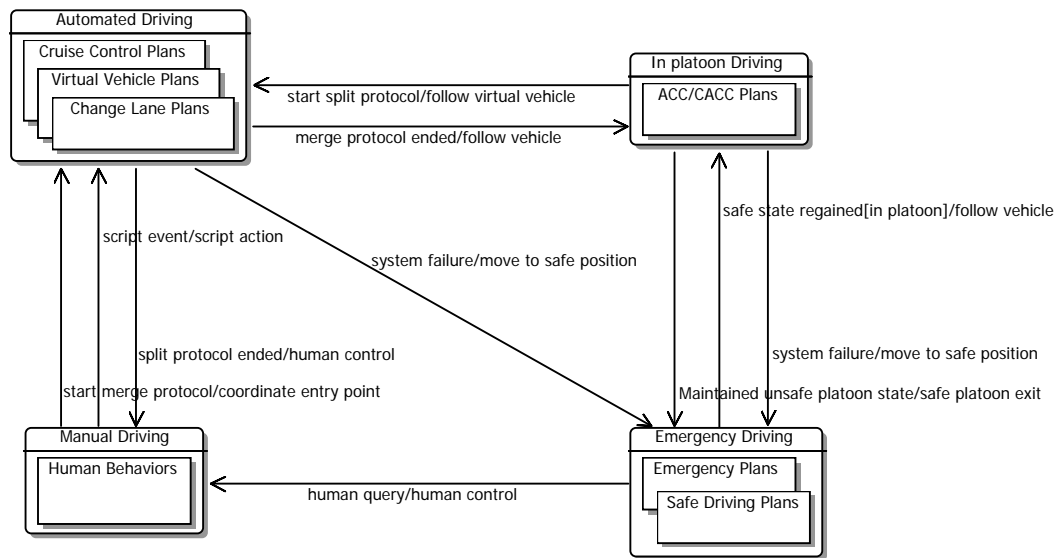 Automated Driving
Cruise Control Plans
Virtual Vehicle Plans
Change Lane Plans
In platoon Driving
ACC/CACC Plans
start split protocol/follow virtual vehicle
merge protocol ended/follow vehicle
safe state regained[in platoon]/follow vehicle
script event/script action
system failure/move to safe position
split protocol ended/human control
system failure/move to safe position
start merge protocol/coordinate entry point
Maintained unsafe platoon state/safe platoon exit
Manual Driving
Human Behaviors
Emergency Driving
Emergency Plans
Safe Driving Plans
human query/human control